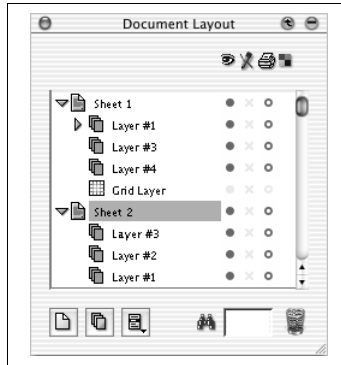 Document Layout
Sheet 1
Layer #1
Layer #3
Layer #4
Grid Layer
Sheet 2
Layer #3
Layer #2
Layer #1